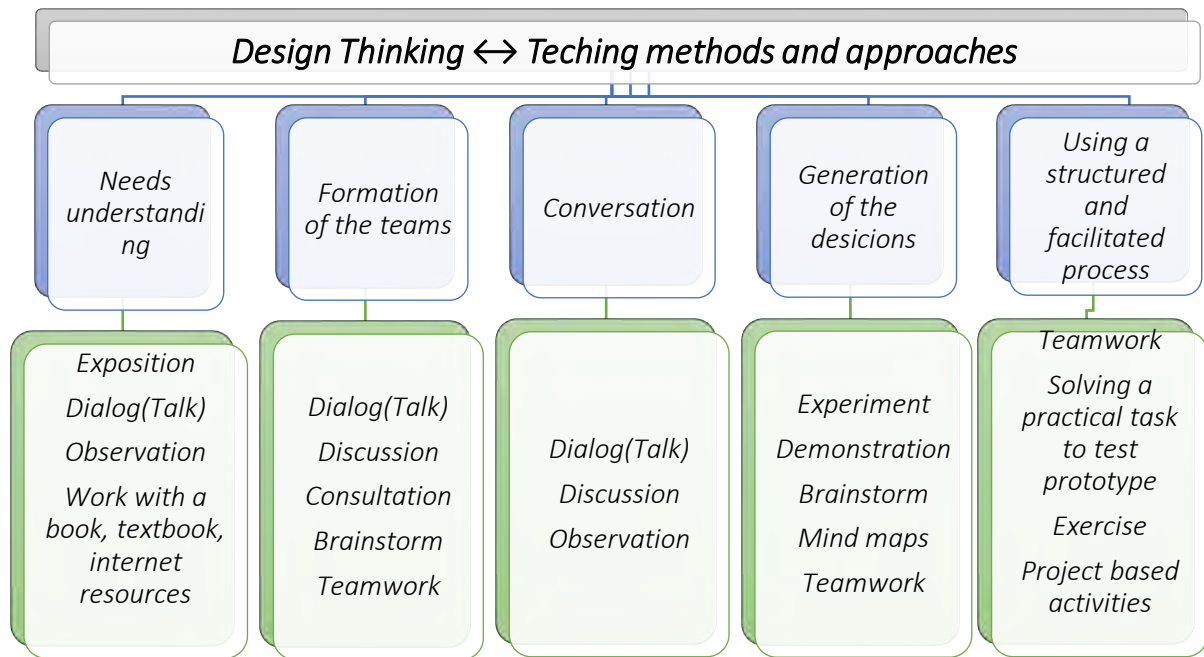 Design Thinking ↔ Teching methods and approaches
Needs
understandi
ng
Formation
of the teams
Conversation
Generation
of the
desicions
Using a
structured
and
facilitated
process
Exposition
Dialog(Talk)
Observation
Work with a
book, textbook,
internet
resources
Dialog(Talk)
Discussion
Consultation
Brainstorm
Teamwork
Dialog(Talk)
Discussion
Observation
Experiment
Demonstration
Brainstorm
Mind maps
Teamwork
Teamwork
Solving a
practical task
to test
prototype
Exercise
Project based
activities